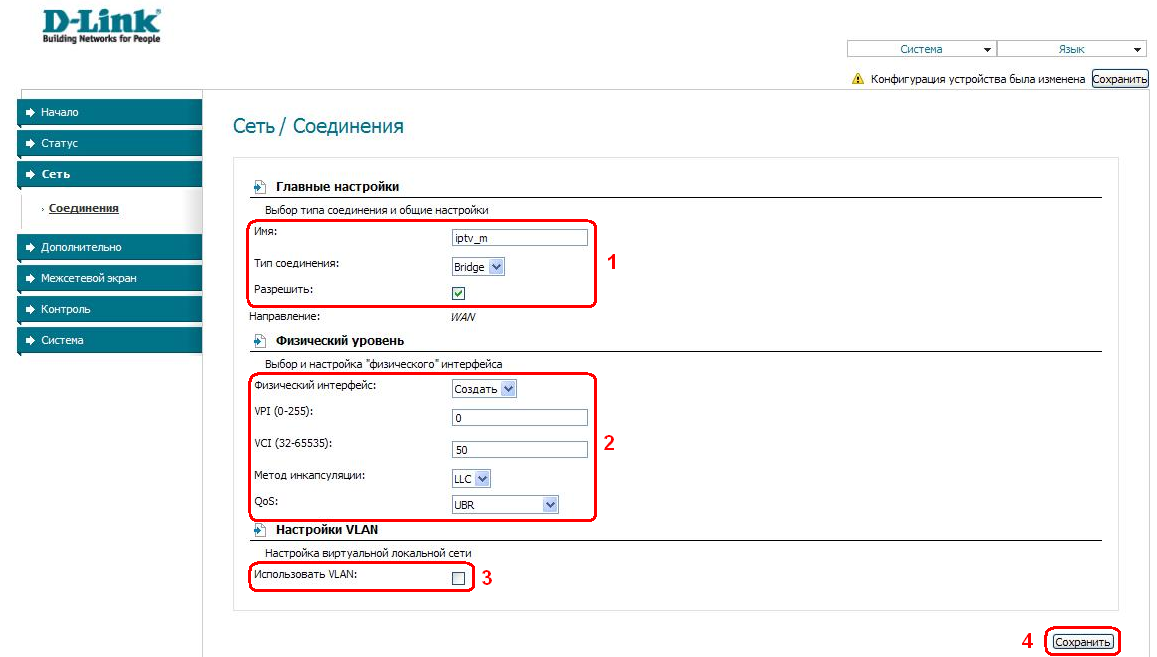 D-Link
Building Networks for People
Система Язык
Конфигурация устройства была изменена Сохранить
Начало
Статус
Сеть
Соединения
Дополнительно
Межсетевой экран
Контроль
Система
Сеть / Соединения
Главные настройки
Выбор типа соединения и общие настройки
Имя: iptv_m
Тип соединения: Bridge
1
Разрешить:
Направление: WAN
Физический уровень
Выбор и настройка "физического" интерфейса
Физический интерфейс: Создать
VPI (0-255): 0
VCI (32-65535): 50
2
Метод инкапсуляции: LLC
QoS: UBR
Настройки VLAN
Настройка виртуальной локальной сети
Использовать VLAN: 3
4 Сохранить